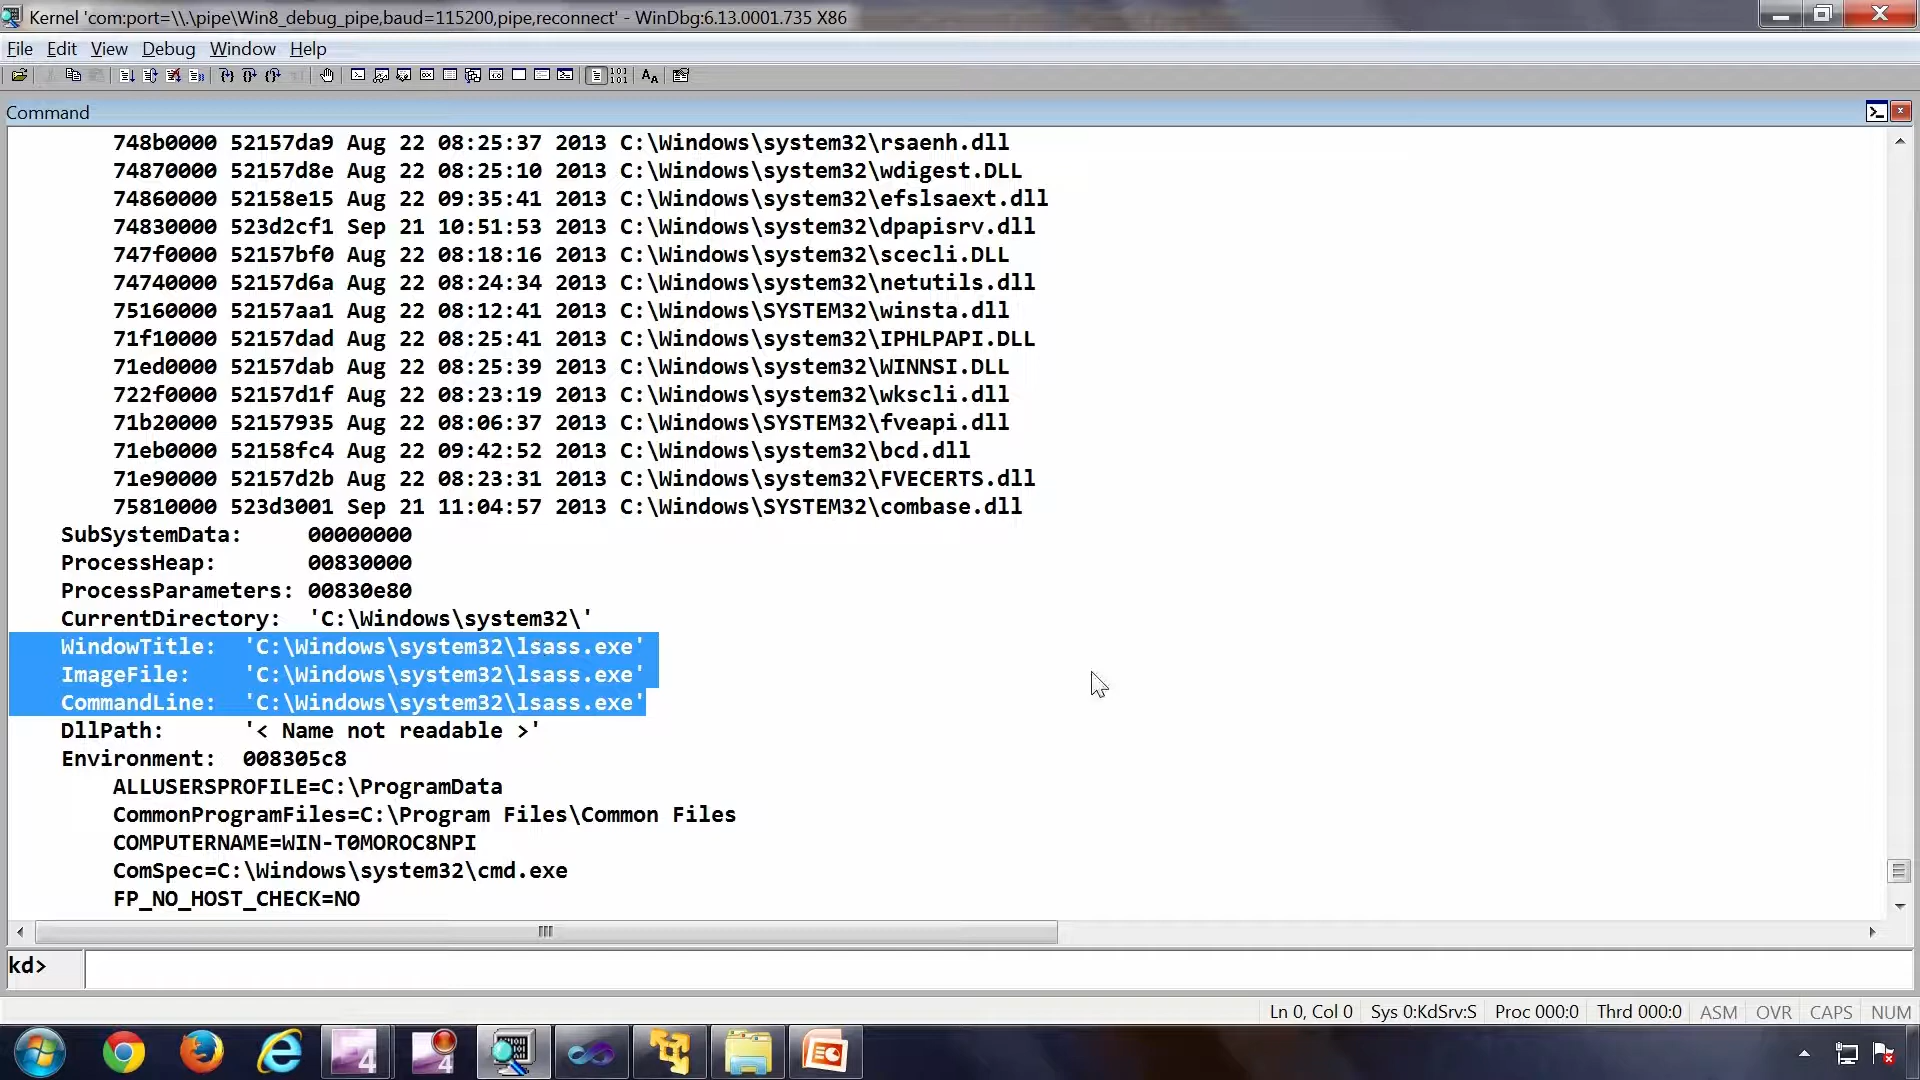 Kernel 'com:port=\\.\pipe\Win8_debug_pipe,baud=115200,pipe,reconnect' - WinDbg:6.13.0001.735 X86
File Edit View Debug Window Help
Command
748b0000 52157da9 Aug 22 08:25:37 2013 C:\Windows\system32\rsaenh.dll
74870000 52157d8e Aug 22 08:25:10 2013 C:\Windows\system32\wdigest.DLL
74860000 52158e15 Aug 22 09:35:41 2013 C:\Windows\system32\efslsaext.dll
74830000 523d2cf1 Sep 21 10:51:53 2013 C:\Windows\system32\dpapisrv.dll
747f0000 52157bf0 Aug 22 08:18:16 2013 C:\Windows\system32\scecli.DLL
74740000 52157d6a Aug 22 08:24:34 2013 C:\Windows\system32\netutils.dll
75160000 52157aa1 Aug 22 08:12:41 2013 C:\Windows\SYSTEM32\winsta.dll
71f10000 52157dad Aug 22 08:25:41 2013 C:\Windows\system32\IPHLPAPI.DLL
71ed0000 52157dab Aug 22 08:25:39 2013 C:\Windows\system32\WINNSI.DLL
722f0000 52157d1f Aug 22 08:23:19 2013 C:\Windows\system32\wkscli.dll
71b20000 52157935 Aug 22 08:06:37 2013 C:\Windows\SYSTEM32\fveapi.dll
71eb0000 52158fc4 Aug 22 09:42:52 2013 C:\Windows\system32\bcd.dll
71e90000 52157d2b Aug 22 08:23:31 2013 C:\Windows\SYSTEM32\FVECERTS.dll
75810000 523d3001 Sep 21 11:04:57 2013 C:\Windows\SYSTEM32\combase.dll
SubSystemData: 00000000
ProcessHeap: 00830000
ProcessParameters: 00830e80
CurrentDirectory: 'C:\Windows\system32\'
WindowTitle: 'C:\Windows\system32\lsass.exe'
ImageFile: 'C:\Windows\system32\lsass.exe'
CommandLine: 'C:\Windows\system32\lsass.exe'
DllPath: '< Name not readable >'
Environment: 008305c8
ALLUSERSPROFILE=C:\ProgramData
CommonProgramFiles=C:\Program Files\Common Files
COMPUTERNAME=WIN-T0MOROC8NPI
ComSpec=C:\Windows\system32\cmd.exe
FP_NO_HOST_CHECK=NO
kd>
Ln 0, Col 0 Sys 0:KdSrv:S Proc 000:0 Thrd 000:0 ASM OVR CAPS NUM